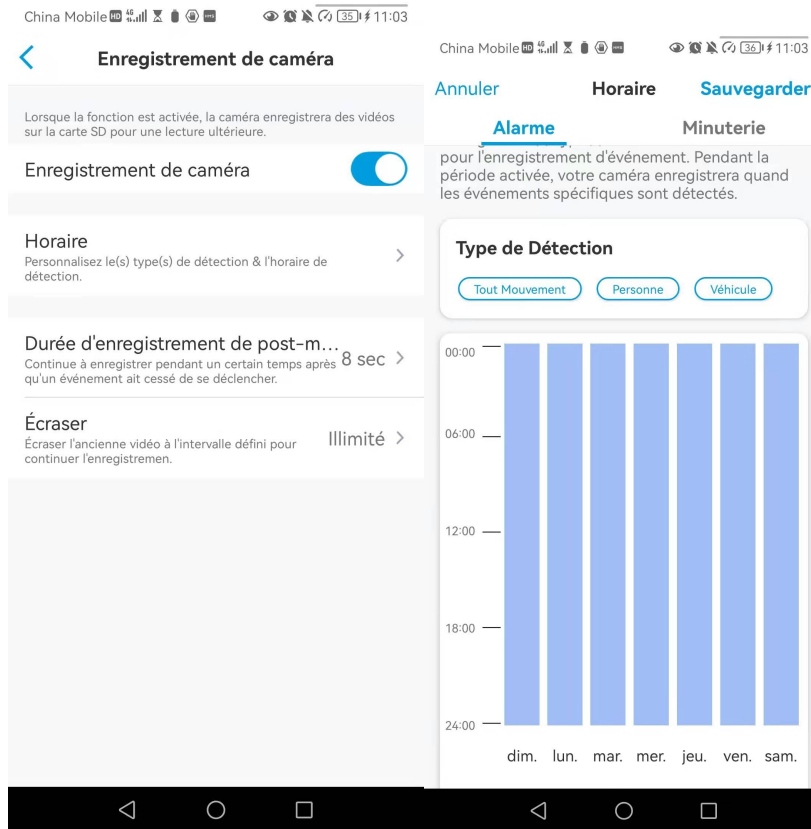 China Mobile HD 4G 35 11:03
Enregistrement de caméra
Lorsque la fonction est activée, la caméra enregistrera des vidéos
sur la carte SD pour une lecture ultérieure.
Enregistrement de caméra
Horaire
Personnalisez le(s) type(s) de détection & l'horaire de
détection.
Durée d'enregistrement de post-m...
8 sec
Continue à enregistrer pendant un certain temps après
qu'un événement ait cessé de se déclencher.
Écraser
Illimité
Écraser l'ancienne vidéo à l'intervalle défini pour
continuer l'enregistremen.
China Mobile HD 4G 36 11:03
Annuler Horaire Sauvegarder
Alarme Minuterie
pour l'enregistrement d'événement. Pendant la
période activée, votre caméra enregistrera quand
les événements spécifiques sont détectés.
Type de Détection
Tout Mouvement Personne Véhicule
00:00
06:00
12:00
18:00
24:00
dim. lun. mar. mer. jeu. ven. sam.